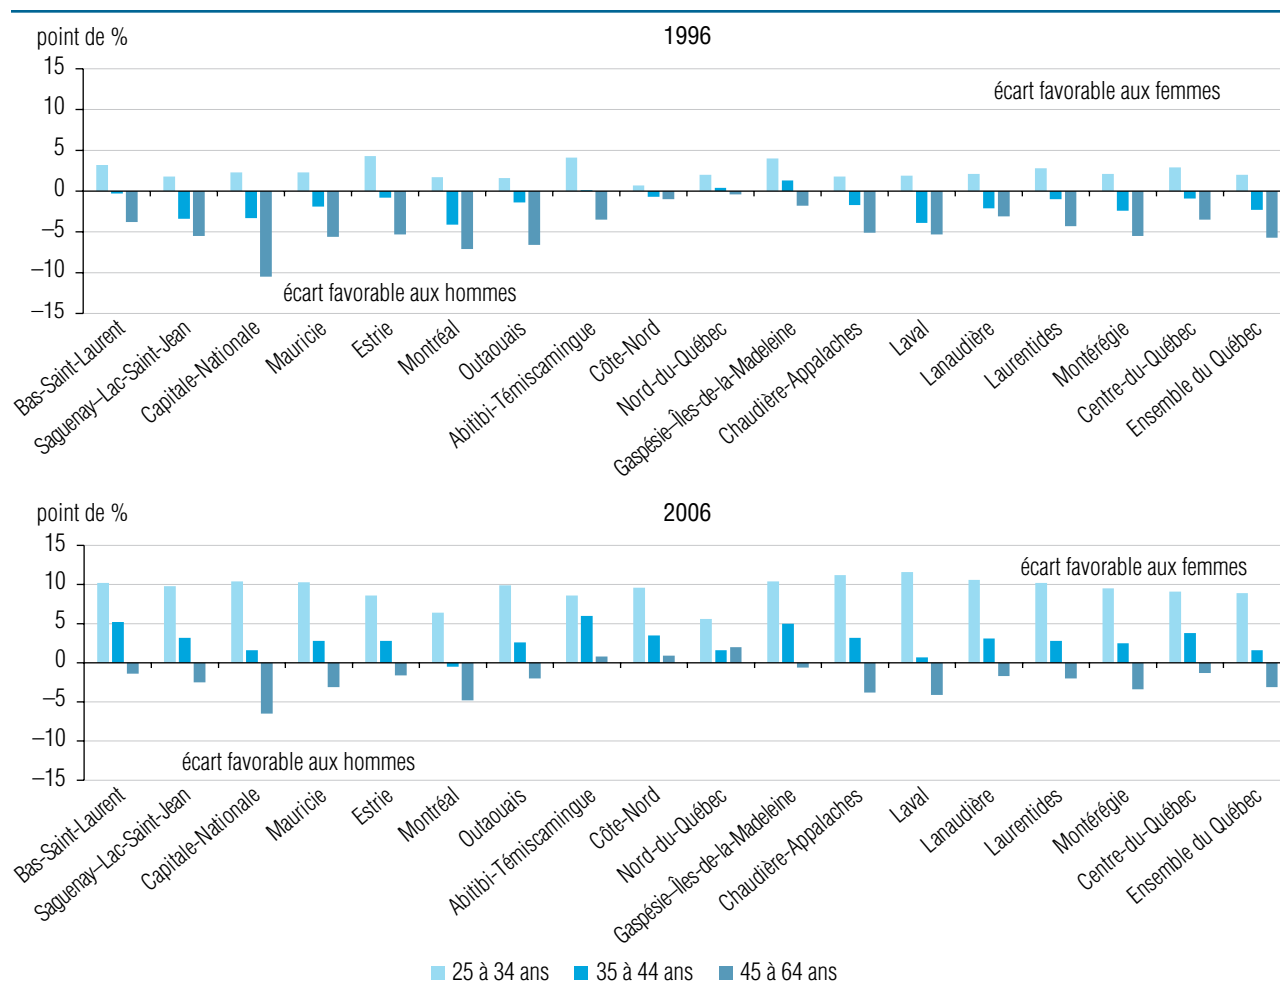 point de %
1996
15
10
5
0
–5
–10
–15
écart favorable aux femmes
écart favorable aux hommes
Bas-Saint-Laurent
Saguenay–Lac-Saint-Jean
Capitale-Nationale
Mauricie
Estrie
Montréal
Outaouais
Abitibi-Témiscamingue
Côte-Nord
Nord-du-Québec
Gaspésie–Îles-de-la-Madeleine
Chaudière-Appalaches
Laval
Lanaudière
Laurentides
Montérégie
Centre-du-Québec
Ensemble du Québec
point de %
2006
15
10
5
0
–5
–10
–15
écart favorable aux femmes
écart favorable aux hommes
Bas-Saint-Laurent
Saguenay–Lac-Saint-Jean
Capitale-Nationale
Mauricie
Estrie
Montréal
Outaouais
Abitibi-Témiscamingue
Côte-Nord
Nord-du-Québec
Gaspésie–Îles-de-la-Madeleine
Chaudière-Appalaches
Laval
Lanaudière
Laurentides
Montérégie
Centre-du-Québec
Ensemble du Québec
25 à 34 ans 35 à 44 ans 45 à 64 ans